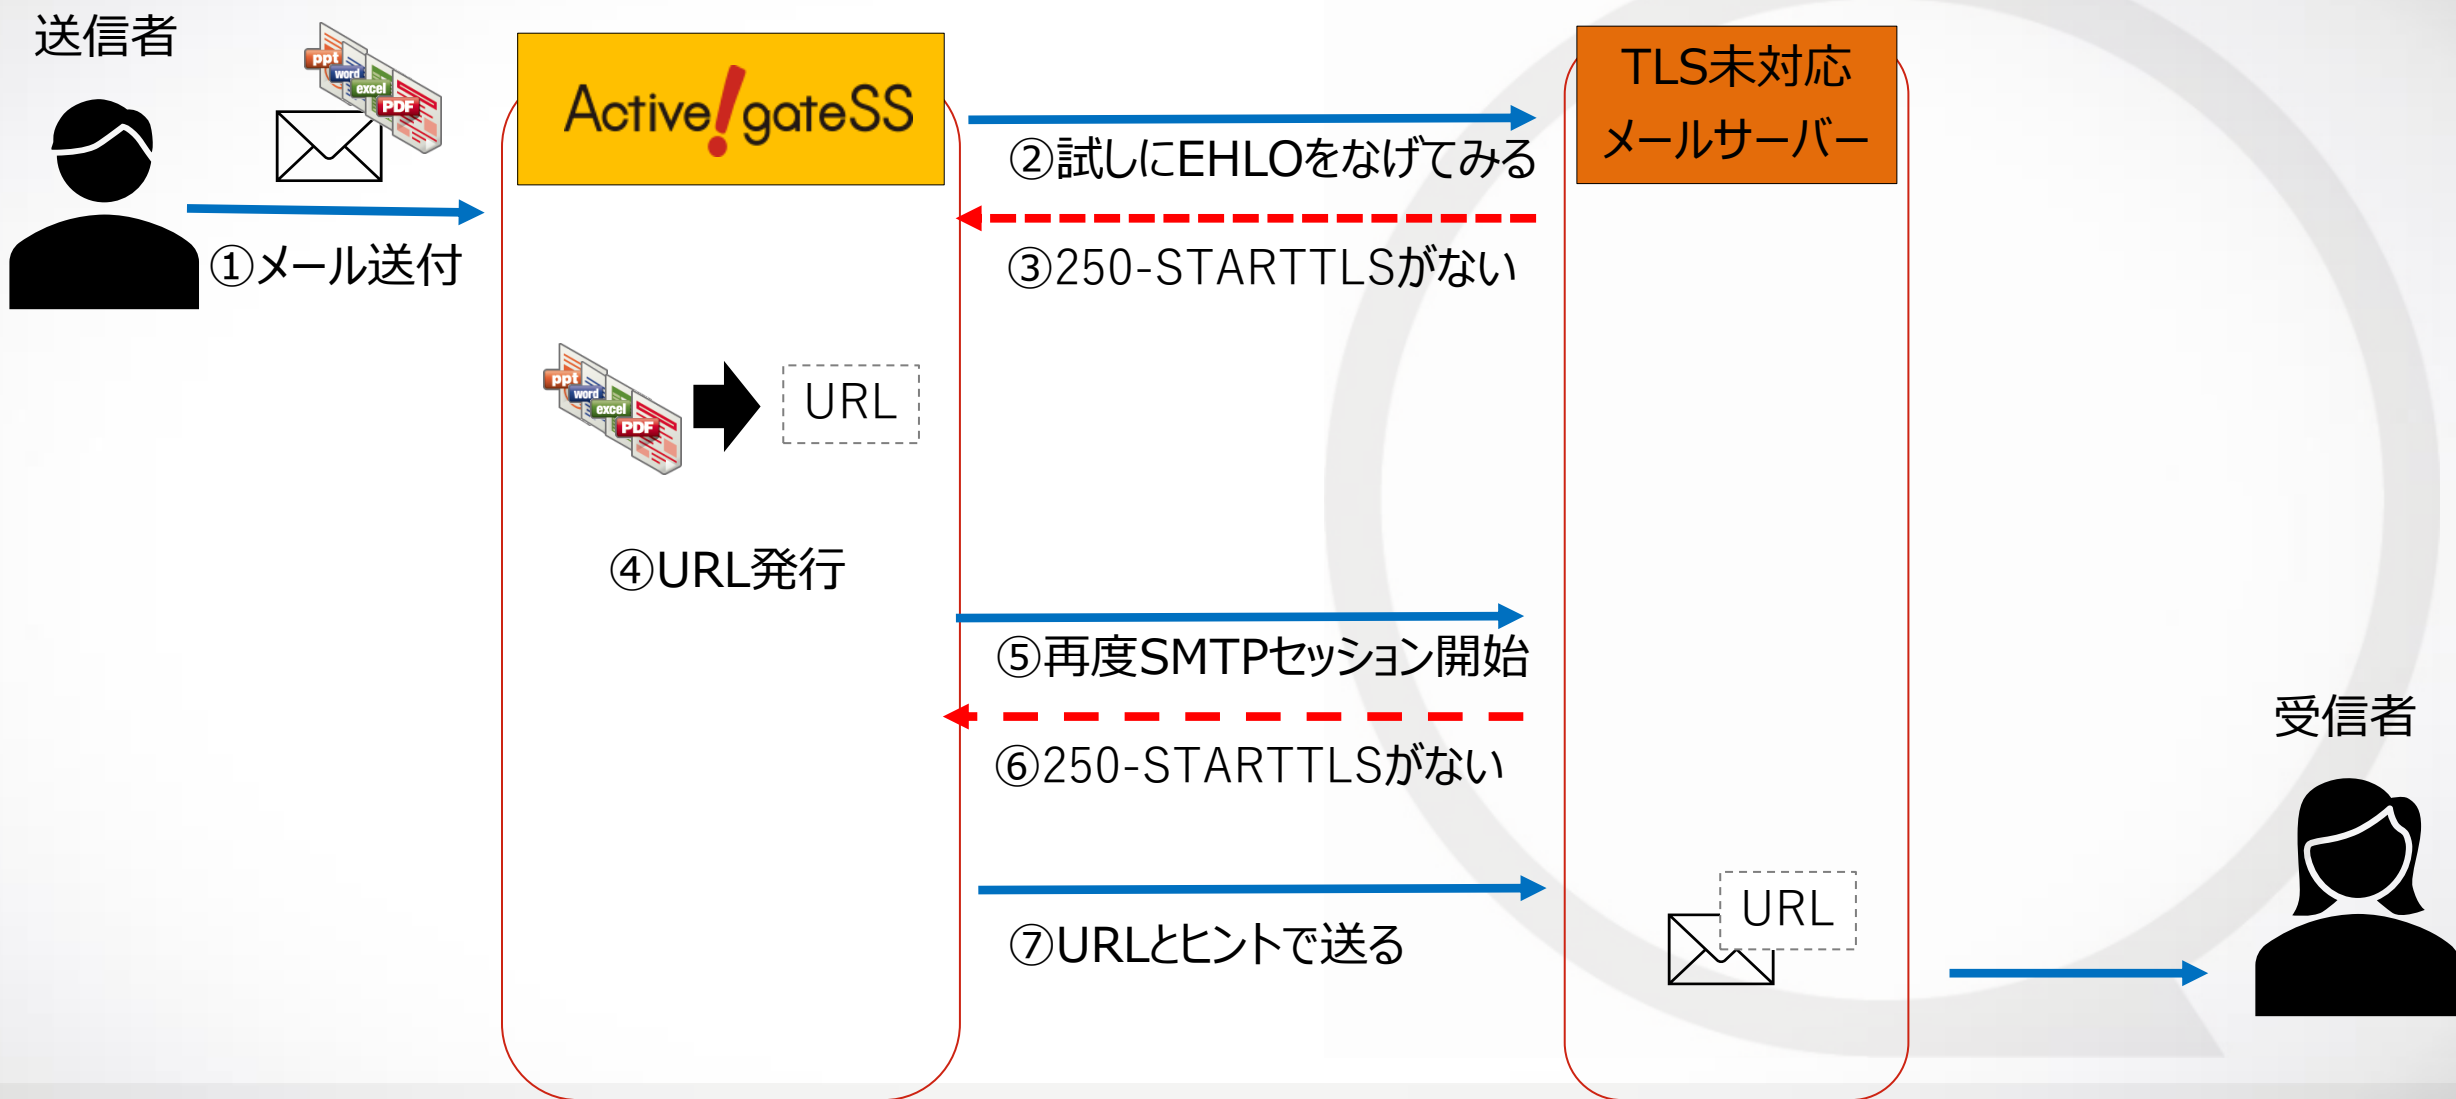 送信者
ppt
word
excel
PDF
①メール送付
Active!gateSS
TLS未対応
メールサーバー
②試しにEHLOをなげてみる
③250-STARTTLSがない
ppt
word
excel
PDF
URL
④URL発行
⑤再度SMTPセッション開始
⑥250-STARTTLSがない
⑦URLとヒントで送る
URL
受信者